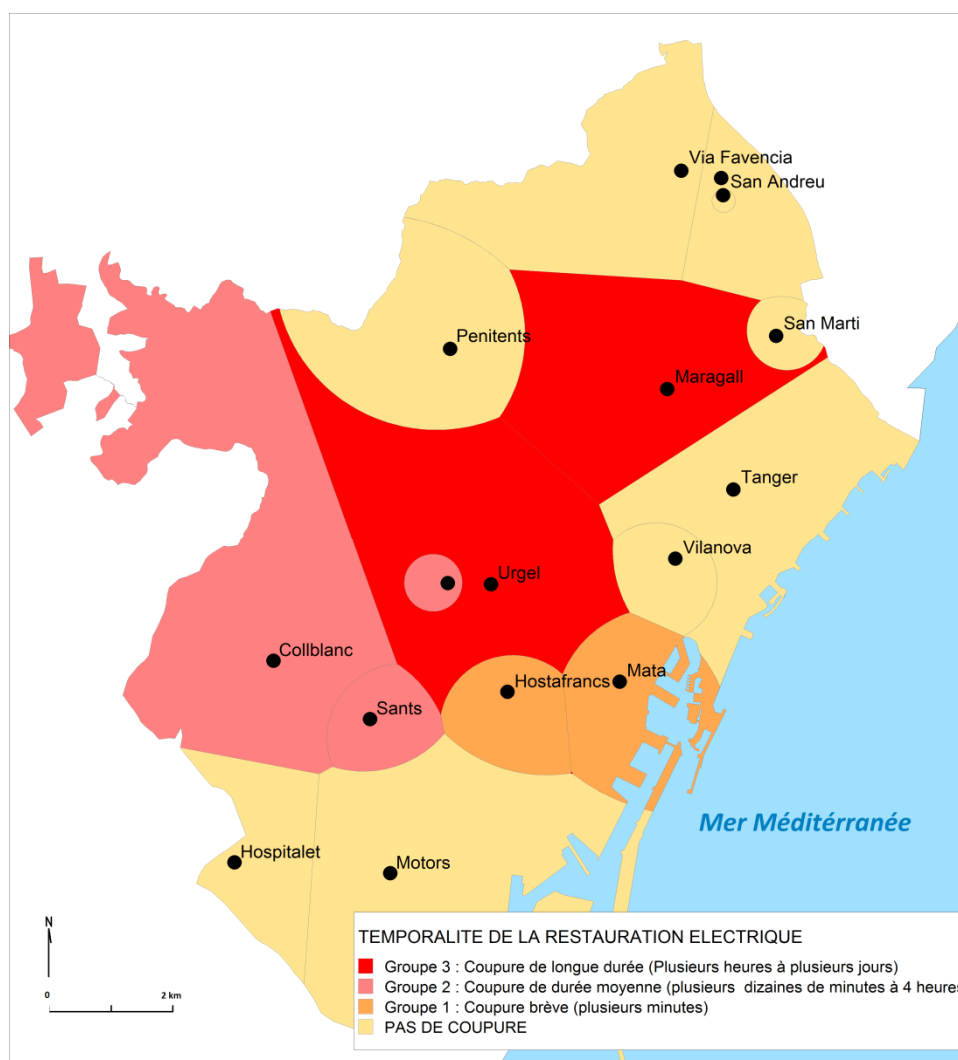 Via Favencia
San Andreu
San Marti
Penitents
Maragall
Tanger
Vilanova
Urgel
Collblanc
Hostafrancs
Mata
Sants
Mer Méditérranée
Hospitalet
Motors
N
0 2 km
TEMPORALITE DE LA RESTAURATION ELECTRIQUE
Groupe 3 : Coupure de longue durée (Plusieurs heures à plusieurs jours)
Groupe 2 : Coupure de durée moyenne (plusieurs dizaines de minutes à 4 heures
Groupe 1 : Coupure brève (plusieurs minutes)
PAS DE COUPURE